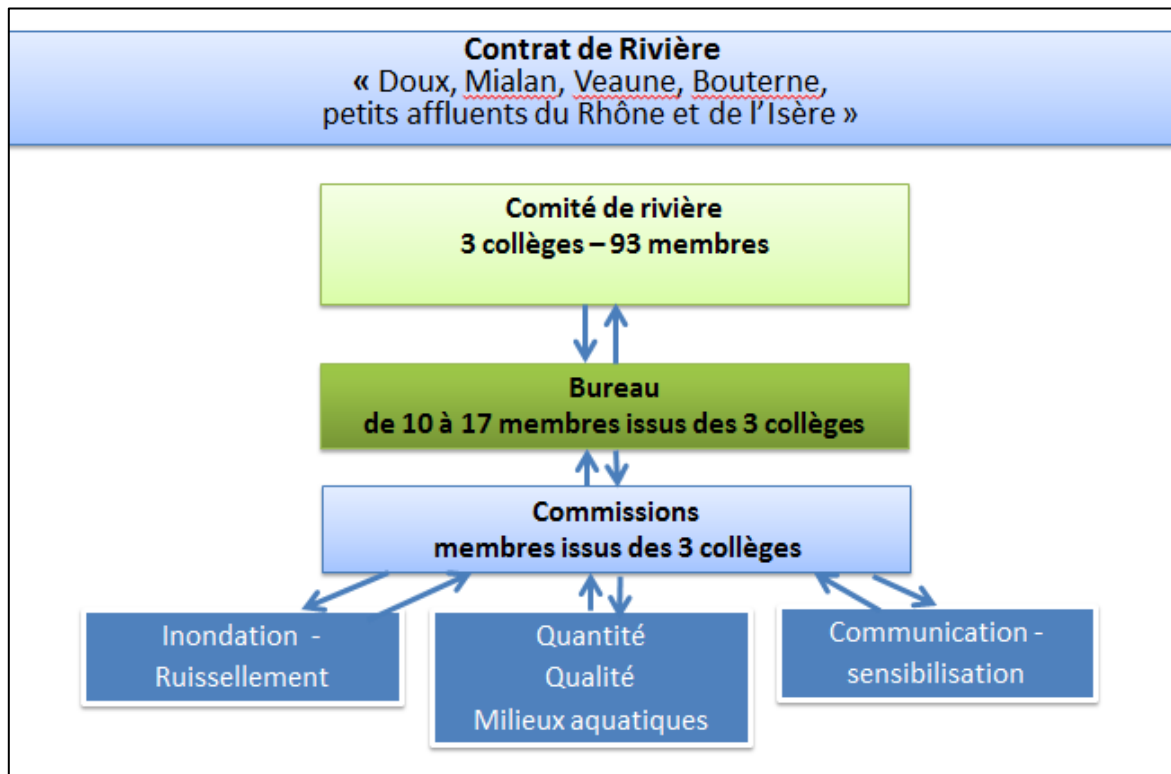 Contrat de Rivière
« Doux, Mialan, Veaune, Bouterne,
petits affluents du Rhône et de l’Isère »
Comité de rivière
3 collèges – 93 membres
Bureau
de 10 à 17 membres issus des 3 collèges
Commissions
membres issus des 3 collèges
Inondation -
Ruissellement
Quantité
Qualité
Milieux aquatiques
Communication -
sensibilisation